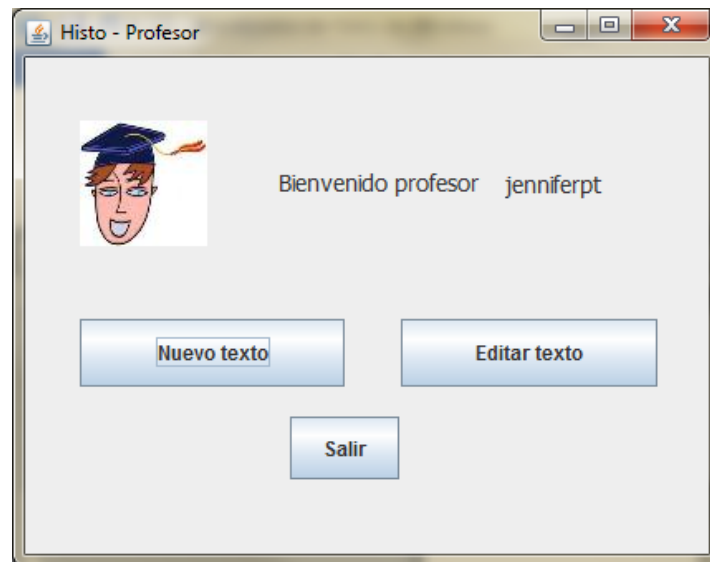 Histo - Profesor
Bienvenido profesor jenniferpt
Nuevo texto Editar texto
Salir